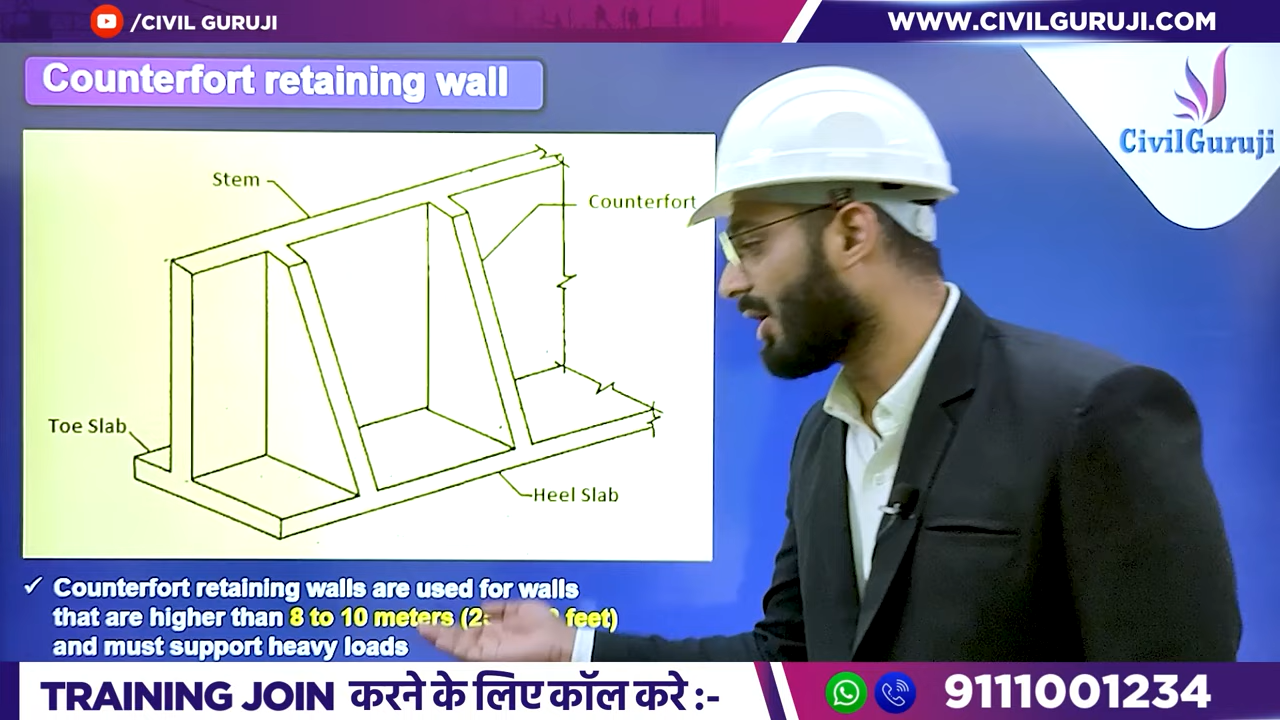 /CIVIL GURUJI
WWW.CIVILGURUJI.COM
Counterfort retaining wall
CivilGuruji
Stem
Counterfort
Toe Slab
Heel Slab
✓ Counterfort retaining walls are used for walls
that are higher than 8 to 10 meters feet)
and must support heavy loads
TRAINING JOIN करने के लिए कॉल करे :-
9111001234